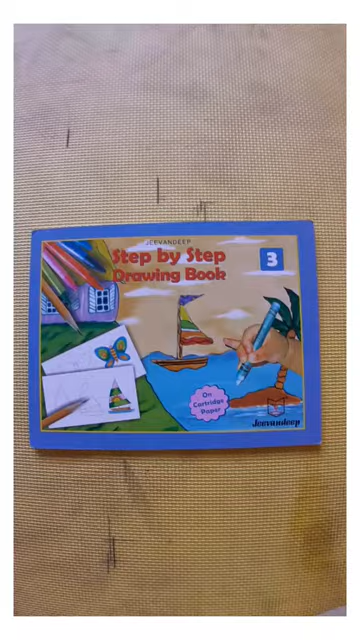 JEEVANDEEP
Step by Step
Drawing Book
3
On
Cartridge
Paper
Jeevandeep